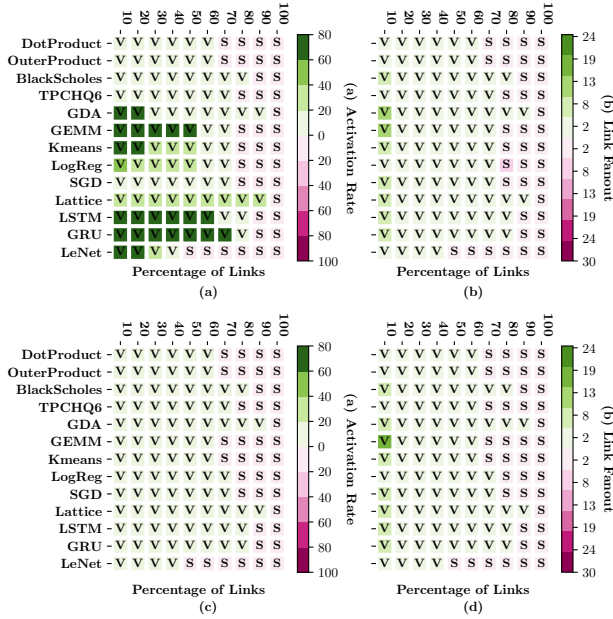 10 20 30 40 50 60 70 80 90 100
10 20 30 40 50 60 70 80 90 100
DotProduct V V V V V V S S S S V V V V V V S S S S
OuterProduct V V V V V V S S S S V V V V V V S S S S
BlackScholes V V V V V V V V S S V V V V V V V V S S
TPCHQ6 V V V V V V V S S S V V V V V V V S S S
GDA V V V V V V V V V S V V V V V V V V V S
GEMM V V V V V V V S S S V V V V V V V S S S
Kmeans V V V V V V V S S S V V V V V V V S S S
LogReg V V V V V V V S S S V V V V V V V S S S
SGD V V V V V V V S S S V V V V V V V S S S
Lattice V V V V V V V V V S V V V V V V V V V S
LSTM V V V V V V V V S S V V V V V V V V S S
GRU V V V V V V V V S S V V V V V V V V S S
LeNet V V V V S S S S S S V V V V S S S S S S
80 60 40 20 0 20 40 60 80 100
(a) Activation Rate
24 19 13 8 2 2 8 13 19 24 30
(b) Link Fanout
Percentage of Links
(a)
Percentage of Links
(b)
10 20 30 40 50 60 70 80 90 100
10 20 30 40 50 60 70 80 90 100
DotProduct V V V V V V S S S S V V V V V V S S S S
OuterProduct V V V V V V S S S S V V V V V V S S S S
BlackScholes V V V V V V V V S S V V V V V V V V S S
TPCHQ6 V V V V V V V S S S V V V V V V S S S S
GDA V V V V V V V V V S V V V V V V V V V S
GEMM V V V V V V S S S S V V V V V V S S S S
Kmeans V V V V V V S S S S V V V V V V S S S S
LogReg V V V V V V V S S S V V V V V V V S S S
SGD V V V V V V V S S S V V V V V V V S S S
Lattice V V V V V V V V V S V V V V V V V V V S
LSTM V V V V V V V V S S V V V V V V V V S S
GRU V V V V V V V V S S V V V V V V V V S S
LeNet V V V V S S S S S S V V V V S S S S S S
80 60 40 20 0 20 40 60 80 100
(a) Activation Rate
24 19 13 8 2 2 8 13 19 24 30
(b) Link Fanout
Percentage of Links
(c)
Percentage of Links
(d)